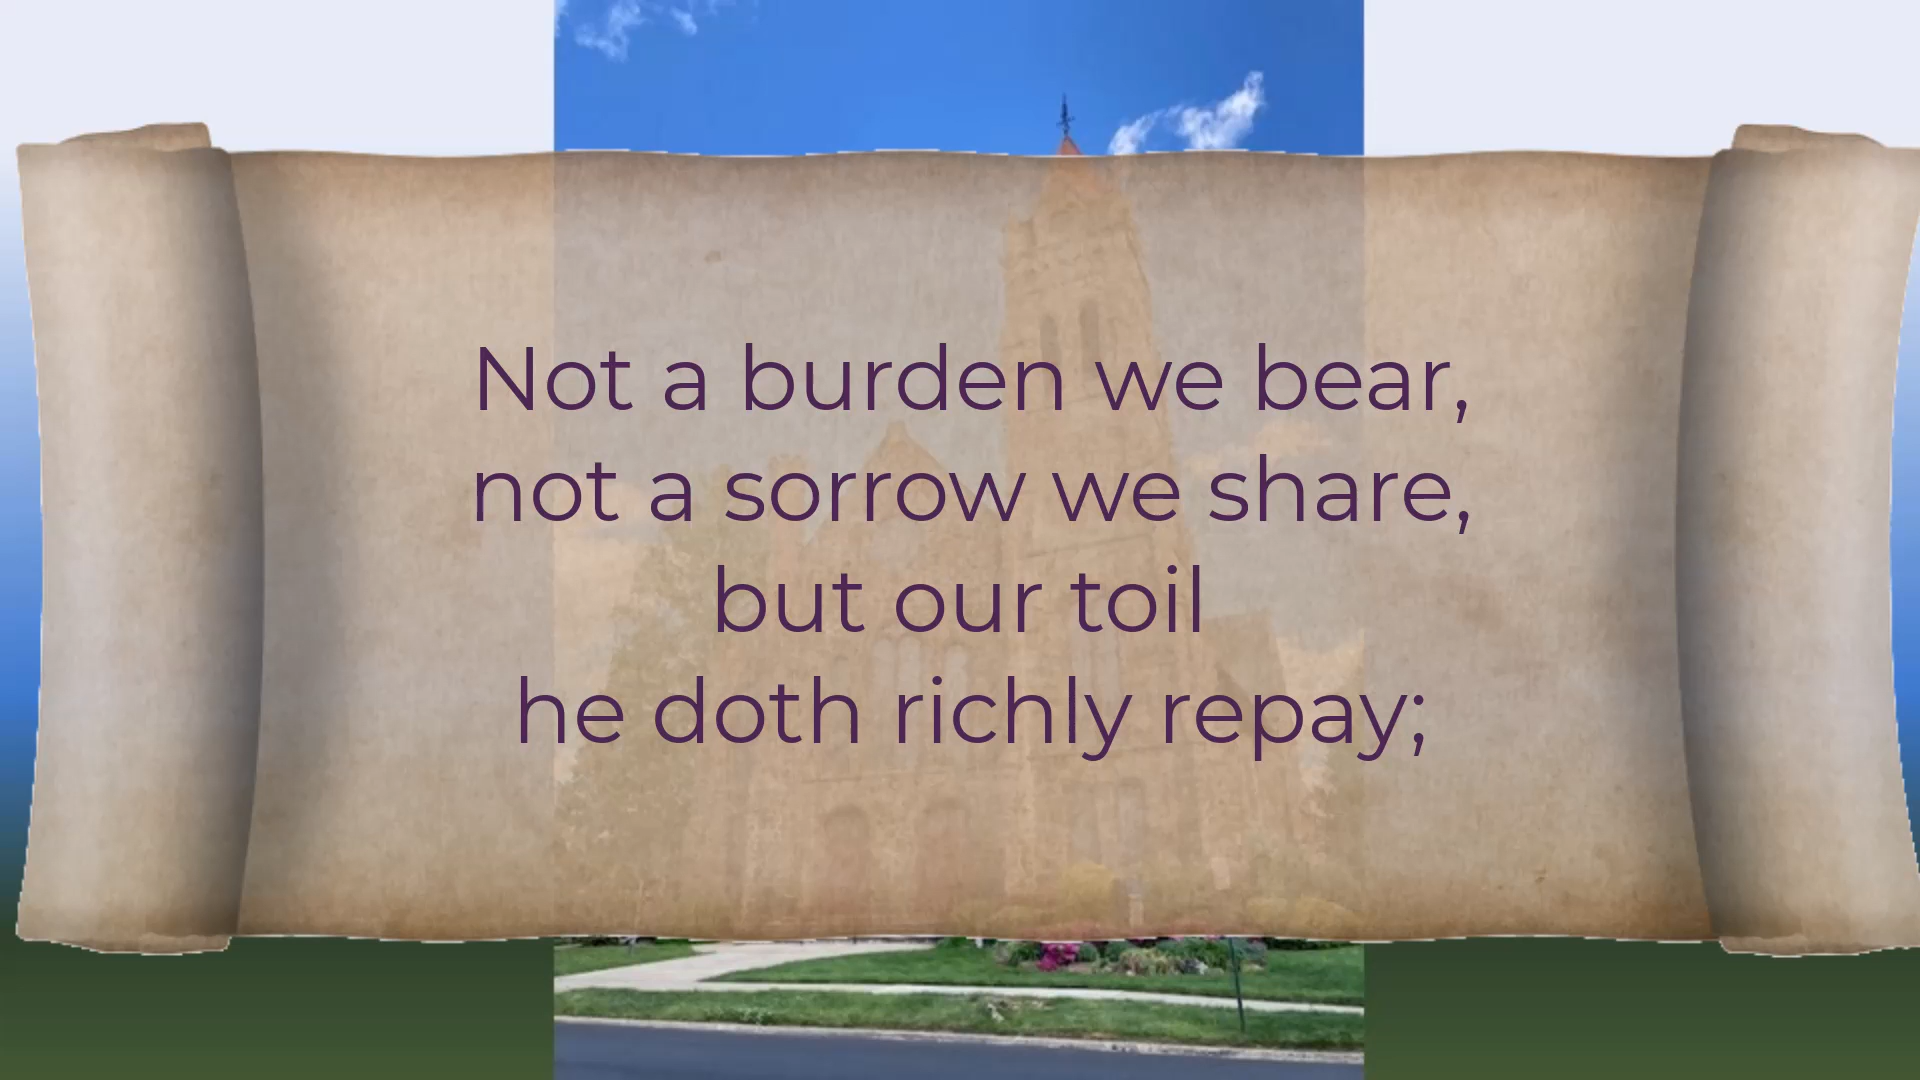 Not a burden we bear,
not a sorrow we share,
but our toil
he doth richly repay;